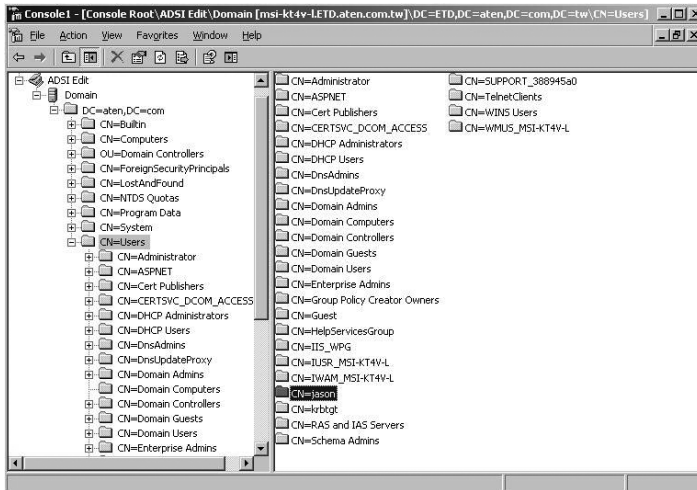 Console1 - [Console Root\ADSI Edit\Domain [msi-kt4v-l.ETD.aten.com.tw]\DC=ETD,DC=aten,DC=com,DC=tw\CN=Users]
File Action View Favorites Window Help
ADSI Edit
Domain
DC=aten,DC=com
CN=Builtin
CN=Computers
OU=Domain Controllers
CN=ForeignSecurityPrincipals
CN=LostAndFound
CN=NTDS Quotas
CN=Program Data
CN=System
CN=Users
CN=Administrator
CN=ASPNET
CN=Cert Publishers
CN=CERTSVC_DCOM_ACCESS
CN=DHCP Administrators
CN=DHCP Users
CN=DnsAdmins
CN=DnsUpdateProxy
CN=Domain Admins
CN=Domain Computers
CN=Domain Controllers
CN=Domain Guests
CN=Domain Users
CN=Enterprise Admins
CN=Administrator
CN=ASPNET
CN=Cert Publishers
CN=CERTSVC_DCOM_ACCESS
CN=DHCP Administrators
CN=DHCP Users
CN=DnsAdmins
CN=DnsUpdateProxy
CN=Domain Admins
CN=Domain Computers
CN=Domain Controllers
CN=Domain Guests
CN=Domain Users
CN=Enterprise Admins
CN=Group Policy Creator Owners
CN=Guest
CN=HelpServicesGroup
CN=IIS_WPG
CN=IUSR_MSI-KT4V-L
CN=IWAM_MSI-KT4V-L
CN=jason
CN=krbtgt
CN=RAS and IAS Servers
CN=Schema Admins
CN=SUPPORT_388945a0
CN=TelnetClients
CN=WINS Users
CN=WMUS_MSI-KT4V-L